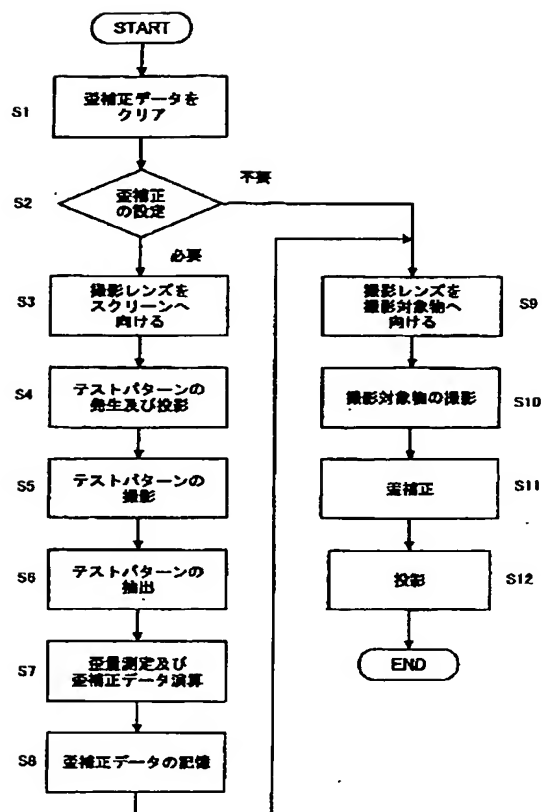 START
S1
歪補正データを
クリア
S2
歪補正
の設定
不要
必要
S3
撮影レンズを
スクリーンへ
向ける
S4
テストパターンの
発生及び投影
S5
テストパターンの
撮影
S6
テストパターンの
抽出
S7
歪量測定及び
歪補正データ演算
S8
歪補正データの記憶
撮影レンズを
撮影対象物へ
向ける
S9
撮影対象物の撮影
S10
歪補正
S11
投影
S12
END